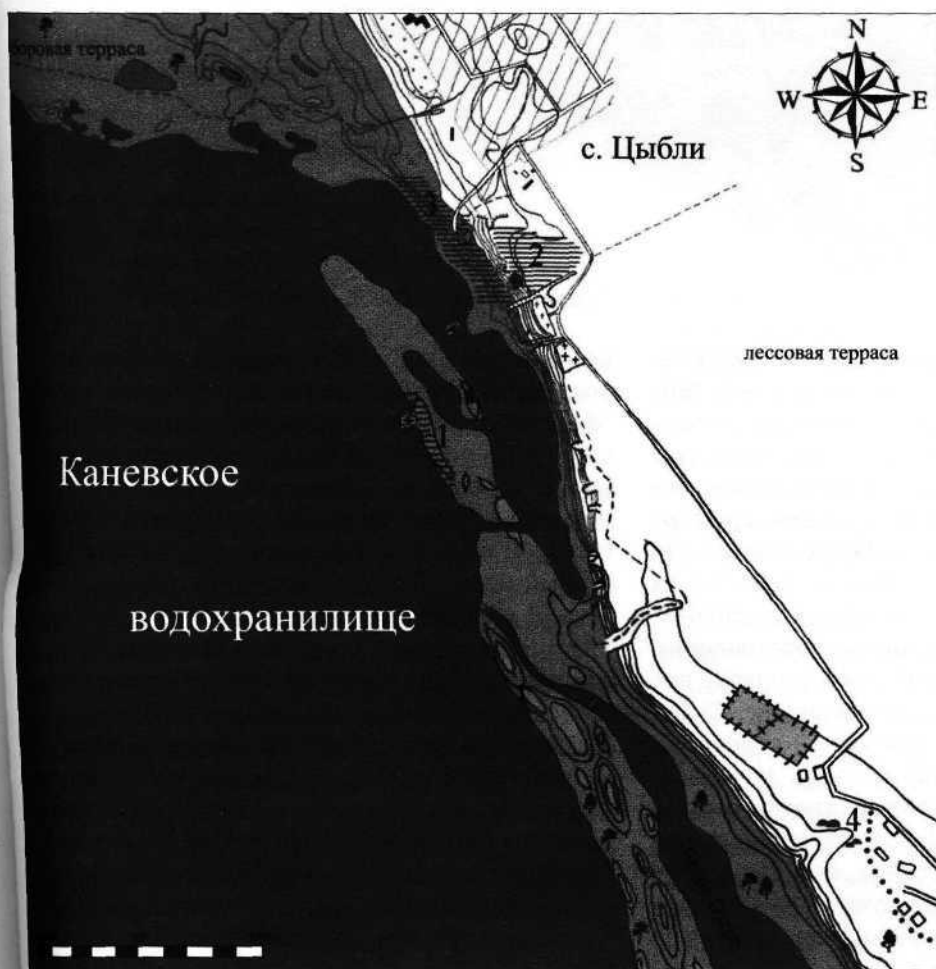 боровая терраса
N
W E
S
с. Цыбли
3
2
лессовая терраса
1
Каневское
водохранилище
4